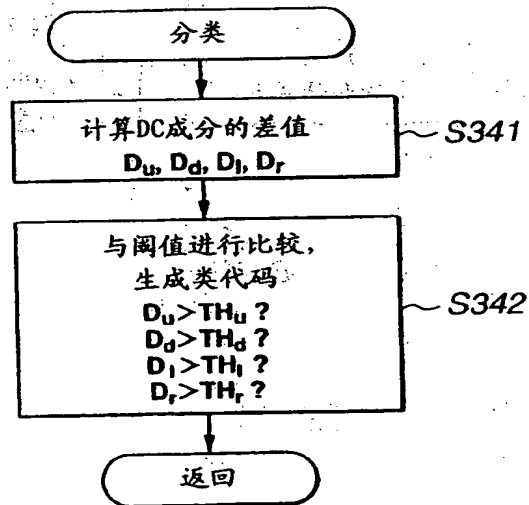 分类
计算DC成分的差值
Du, Dd, Dl, Dr
S341
与阈值进行比较,
生成类代码
Du>THu ?
Dd>THd ?
Dl>THl ?
Dr>THr ?
S342
返回